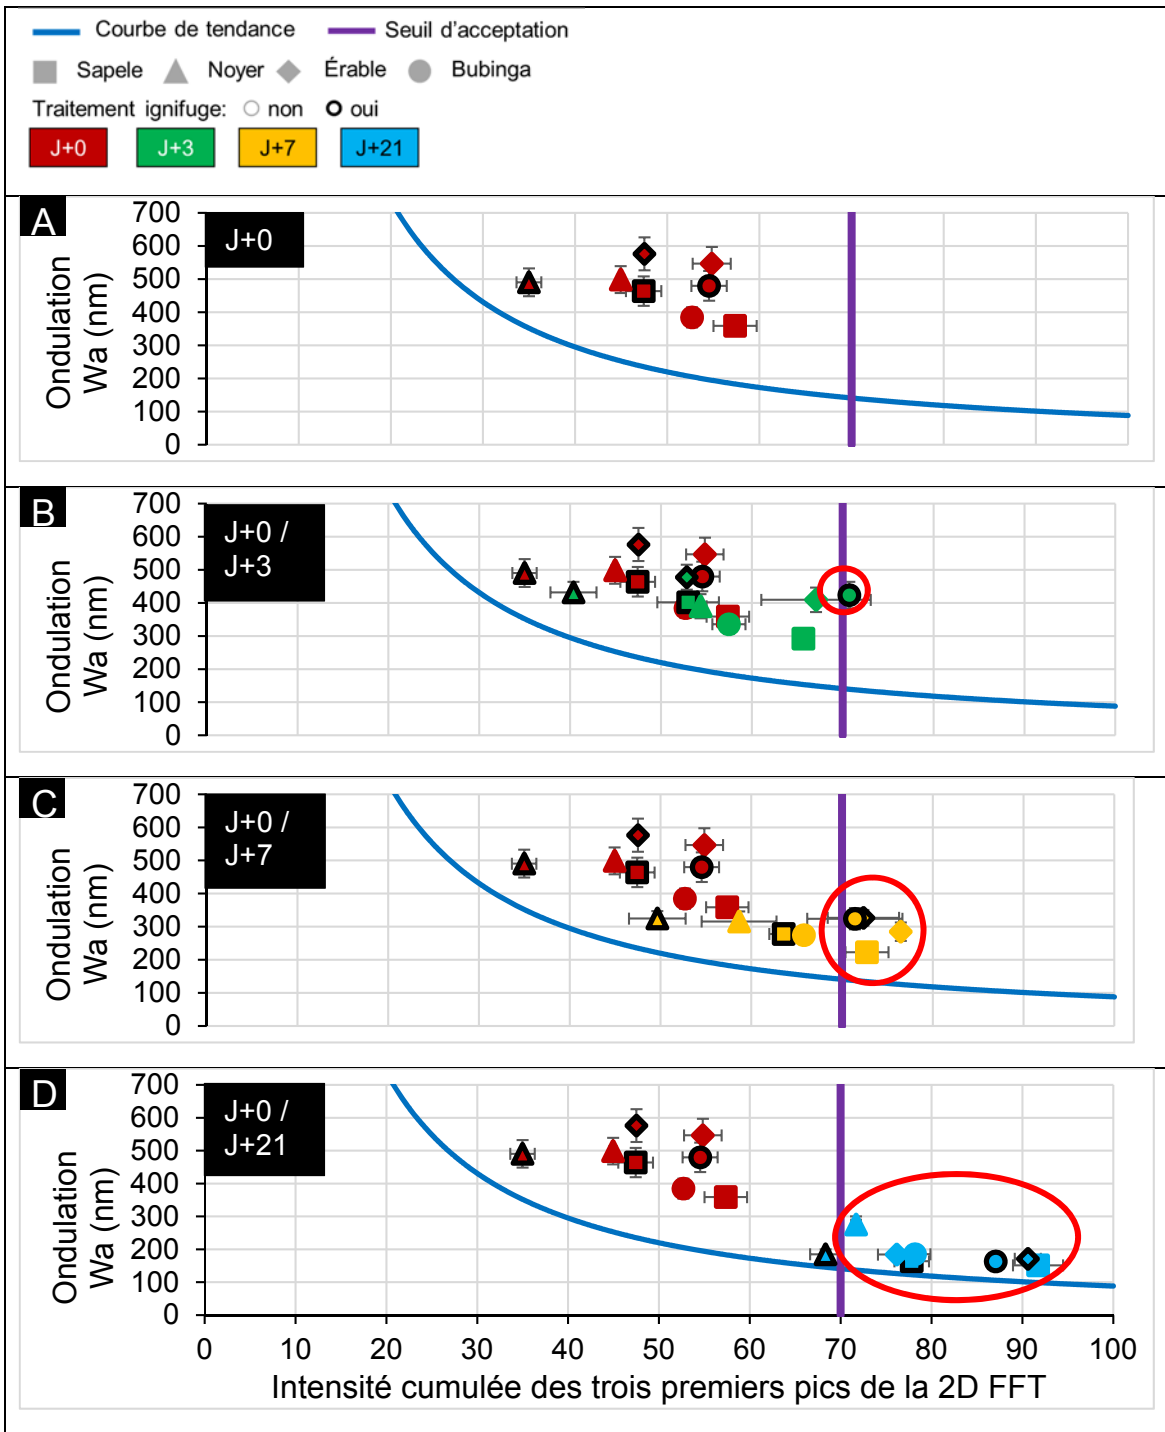 Courbe de tendance Seuil d'acceptation
Sapele Noyer Érable Bubinga
Traitement ignifuge: non oui
J+0 J+3 J+7 J+21
A
J+0
700
600
500
400
300
200
100
0
Ondulation
Wa (nm)
B
J+0 /
J+3
700
600
500
400
300
200
100
0
Ondulation
Wa (nm)
C
J+0 /
J+7
700
600
500
400
300
200
100
0
Ondulation
Wa (nm)
D
J+0 /
J+21
700
600
500
400
300
200
100
0
Ondulation
Wa (nm)
0 10 20 30 40 50 60 70 80 90 100
Intensité cumulée des trois premiers pics de la 2D FFT